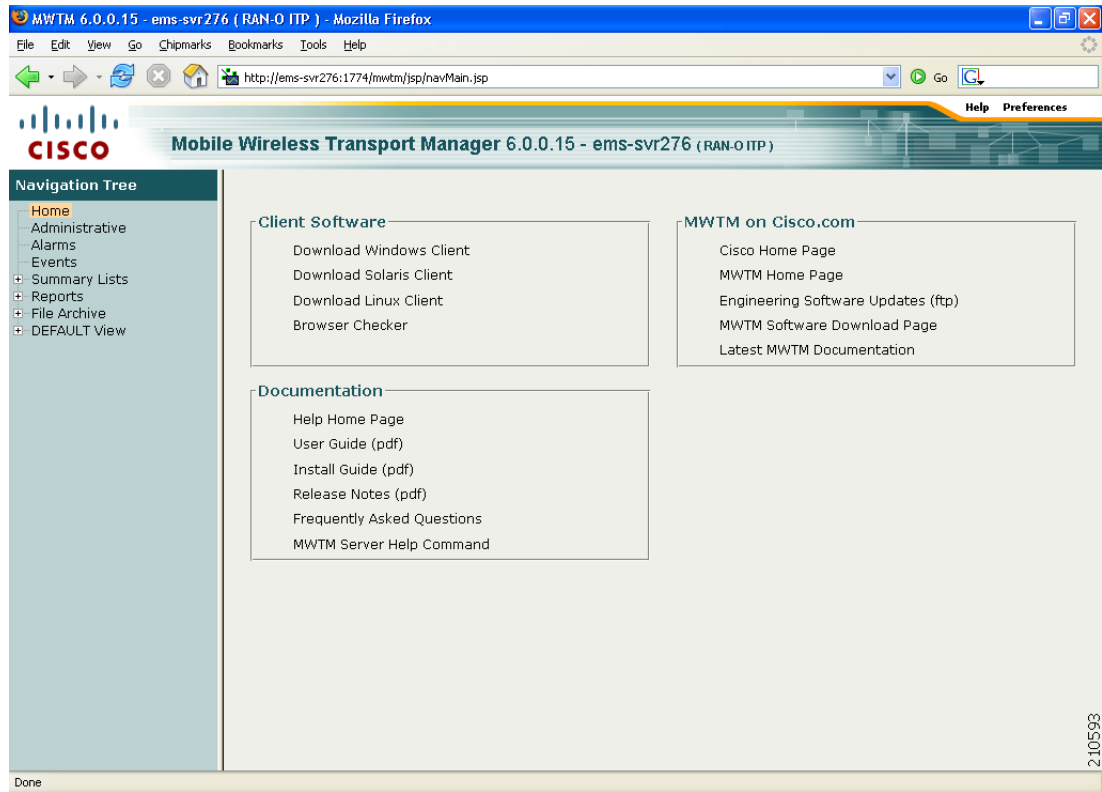 MWTM 6.0.0.15 - ems-svr276 ( RAN-O ITP ) - Mozilla Firefox
File Edit View Go Chipmarks Bookmarks Tools Help
http://ems-svr276:1774/mwtm/jsp/navMain.jsp Go G
Help Preferences
CISCO
Mobile Wireless Transport Manager 6.0.0.15 - ems-svr276 ( RAN-O ITP )
Navigation Tree
Home
Administrative
Alarms
Events
Summary Lists
Reports
File Archive
DEFAULT View
Client Software
Download Windows Client
Download Solaris Client
Download Linux Client
Browser Checker
MWTM on Cisco.com
Cisco Home Page
MWTM Home Page
Engineering Software Updates (ftp)
MWTM Software Download Page
Latest MWTM Documentation
Documentation
Help Home Page
User Guide (pdf)
Install Guide (pdf)
Release Notes (pdf)
Frequently Asked Questions
MWTM Server Help Command
210593
Done